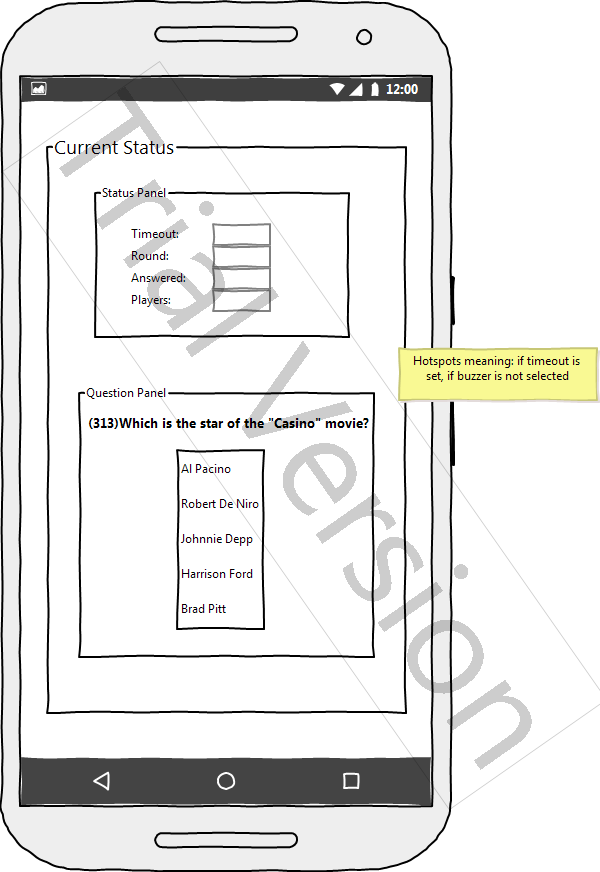 12:00
Current Status
Status Panel
Timeout:
Round:
Answered:
Players:
Hotspots meaning: if timeout is
set, if buzzer is not selected
Question Panel
(313)Which is the star of the "Casino" movie?
Al Pacino
Robert De Niro
Johnnie Depp
Harrison Ford
Brad Pitt
Trial Version